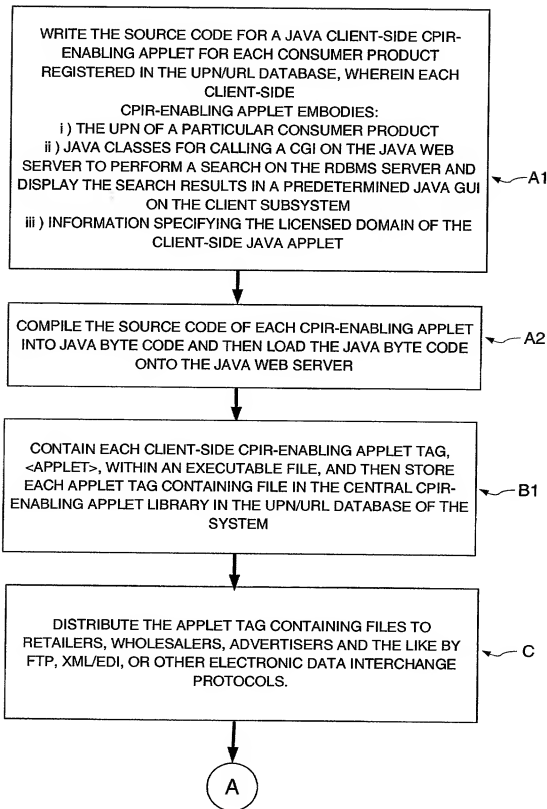 WRITE THE SOURCE CODE FOR A JAVA CLIENT-SIDE CPIR-
ENABLING APPLET FOR EACH CONSUMER PRODUCT
REGISTERED IN THE UPN/URL DATABASE, WHEREIN EACH
CLIENT-SIDE
CPIR-ENABLING APPLET EMBODIES:
i ) THE UPN OF A PARTICULAR CONSUMER PRODUCT
ii ) JAVA CLASSES FOR CALLING A CGI ON THE JAVA WEB
SERVER TO PERFORM A SEARCH ON THE RDBMS SERVER AND
DISPLAY THE SEARCH RESULTS IN A PREDETERMINED JAVA GUI
ON THE CLIENT SUBSYSTEM
iii ) INFORMATION SPECIFYING THE LICENSED DOMAIN OF THE
CLIENT-SIDE JAVA APPLET
A1
COMPILE THE SOURCE CODE OF EACH CPIR-ENABLING APPLET
INTO JAVA BYTE CODE AND THEN LOAD THE JAVA BYTE CODE
ONTO THE JAVA WEB SERVER
A2
CONTAIN EACH CLIENT-SIDE CPIR-ENABLING APPLET TAG,
<APPLET>, WITHIN AN EXECUTABLE FILE, AND THEN STORE
EACH APPLET TAG CONTAINING FILE IN THE CENTRAL CPIR-
ENABLING APPLET LIBRARY IN THE UPN/URL DATABASE OF THE
SYSTEM
B1
DISTRIBUTE THE APPLET TAG CONTAINING FILES TO
RETAILERS, WHOLESALERS, ADVERTISERS AND THE LIKE BY
FTP, XML/EDI, OR OTHER ELECTRONIC DATA INTERCHANGE
PROTOCOLS.
C
A